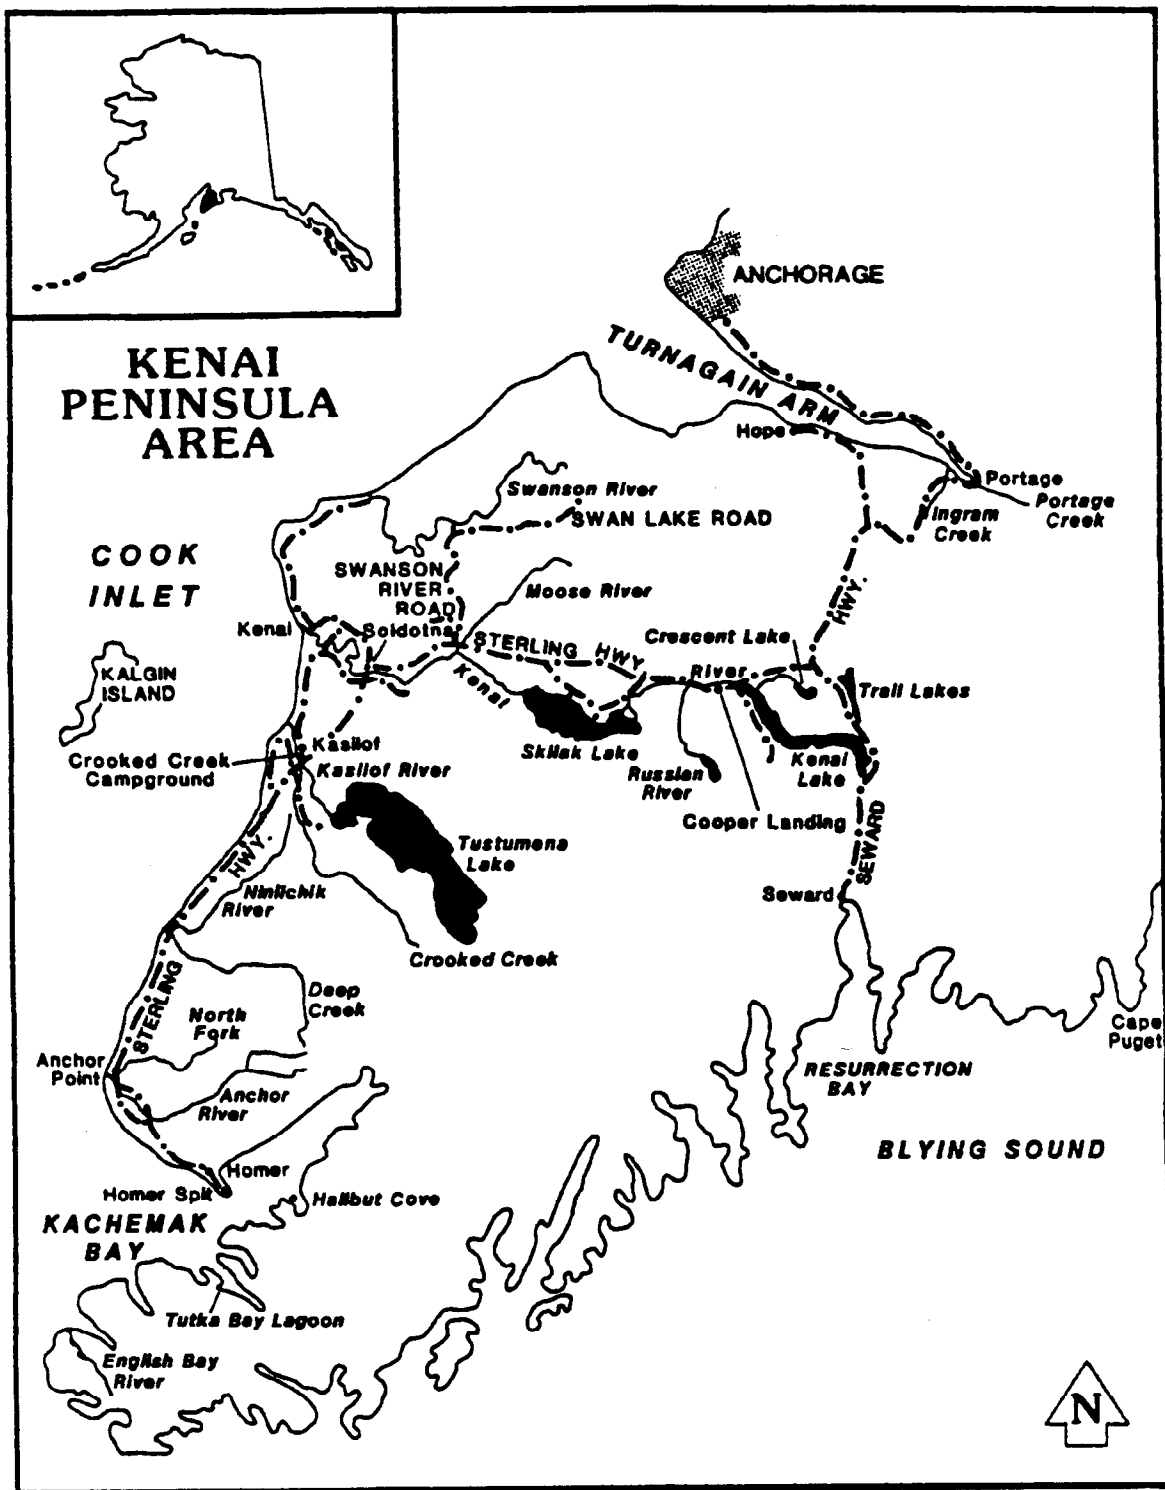 KENAI
PENINSULA
AREA
ANCHORAGE
TURNAGAIN ARM
Hope
Portage
Portage
Creek
Ingram
Creek
Swanson River
SWAN LAKE ROAD
COOK
INLET
SWANSON
RIVER
ROAD
Moose River
HWY.
Kenai
Soldotna
STERLING HWY
Crescent Lake
KALGIN
ISLAND
Kenai
River
Trail Lakes
Kasilof
Skilak Lake
Crooked Creek
Campground
Kasilof River
Russian
River
Kenai
Lake
Cooper Landing
Tustumena
Lake
HWY.
SEWARD
Ninilchik
River
Seward
Crooked Creek
STERLING
Deep
Creek
North
Fork
Cape
Puget
Anchor
Point
RESURRECTION
BAY
Anchor
River
BLYING SOUND
Homer
Homer Spit
Halibut Cove
KACHEMAK
BAY
Tutka Bay Lagoon
English Bay
River
N